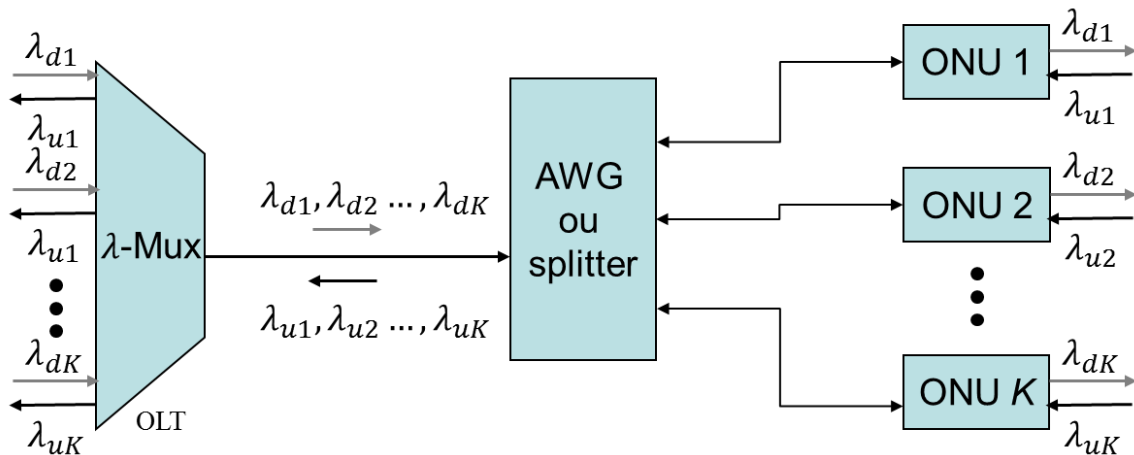 λd1
λu1
λd2
λu1
λdK
λuK
λ-Mux
OLT
λd1, λd2 ..., λdK
λu1, λu2 ..., λuK
AWG
ou
splitter
ONU 1
λd1
λu1
ONU 2
λd2
λu2
ONU K
λdK
λuK